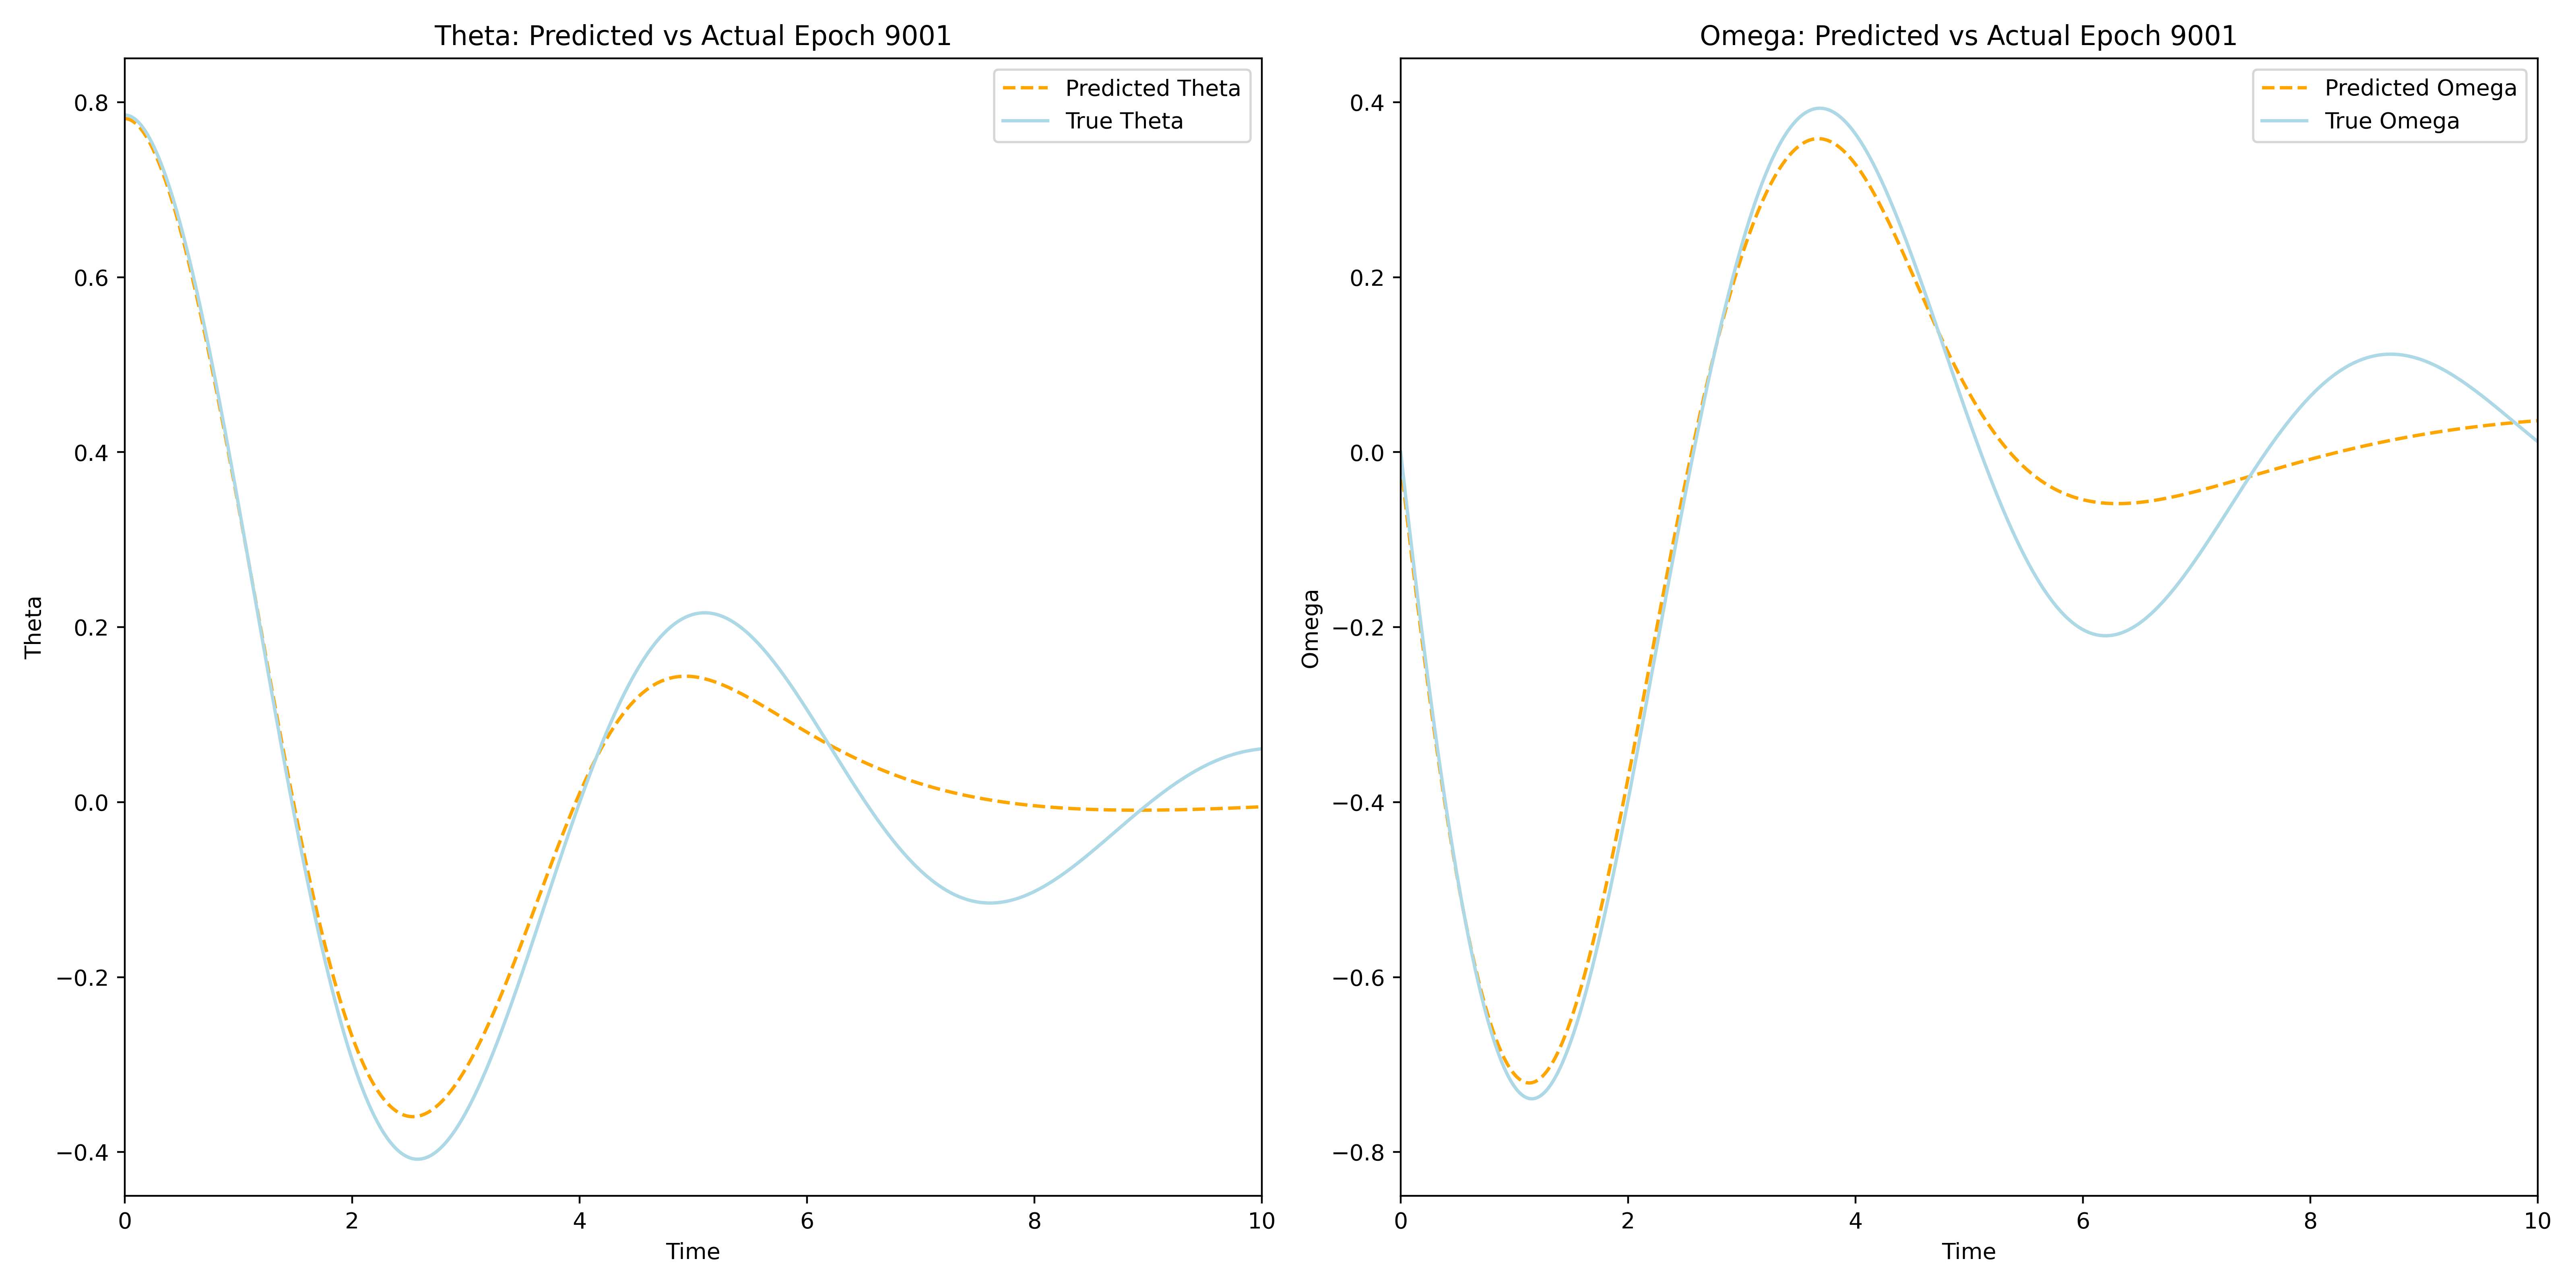 Theta: Predicted vs Actual Epoch 9001
Predicted Theta
True Theta
0.8
0.6
0.4
0.2
0.0
−0.2
−0.4
Theta
0
2
4
6
8
10
Time
Omega: Predicted vs Actual Epoch 9001
Predicted Omega
True Omega
0.4
0.2
0.0
−0.2
−0.4
−0.6
−0.8
Omega
0
2
4
6
8
10
Time